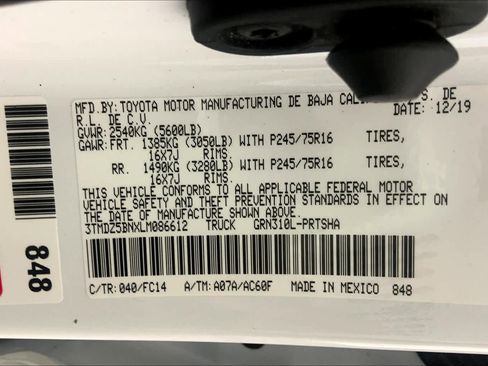 MFD.BY:TOYOTA MOTOR MANUFACTURING DE BAJA S. DE
R.L. DE C.V. DATE: 12/19
GVWR:2540KG (5600LB)
GAWR:FRT. 1385KG (3050LB) WITH P245/75R16 TIRES,
16X7J RIMS
RR. 1490KG (3280LB) WITH P245/75R16 TIRES,
16X7J RIMS
THIS VEHICLE CONFORMS TO ALL APPLICABLE FEDERAL MOTOR
VEHICLE SAFETY AND THEFT PREVENTION STANDARDS IN EFFECT ON
THE DATE OF MANUFACTURE SHOWN ABOVE.
3TMDZ5BNXLM086612 TRUCK GRN310L-PRTSHA
C/TR: 040/FC14 A/TM: A07A/AC60F MADE IN MEXICO 848
848